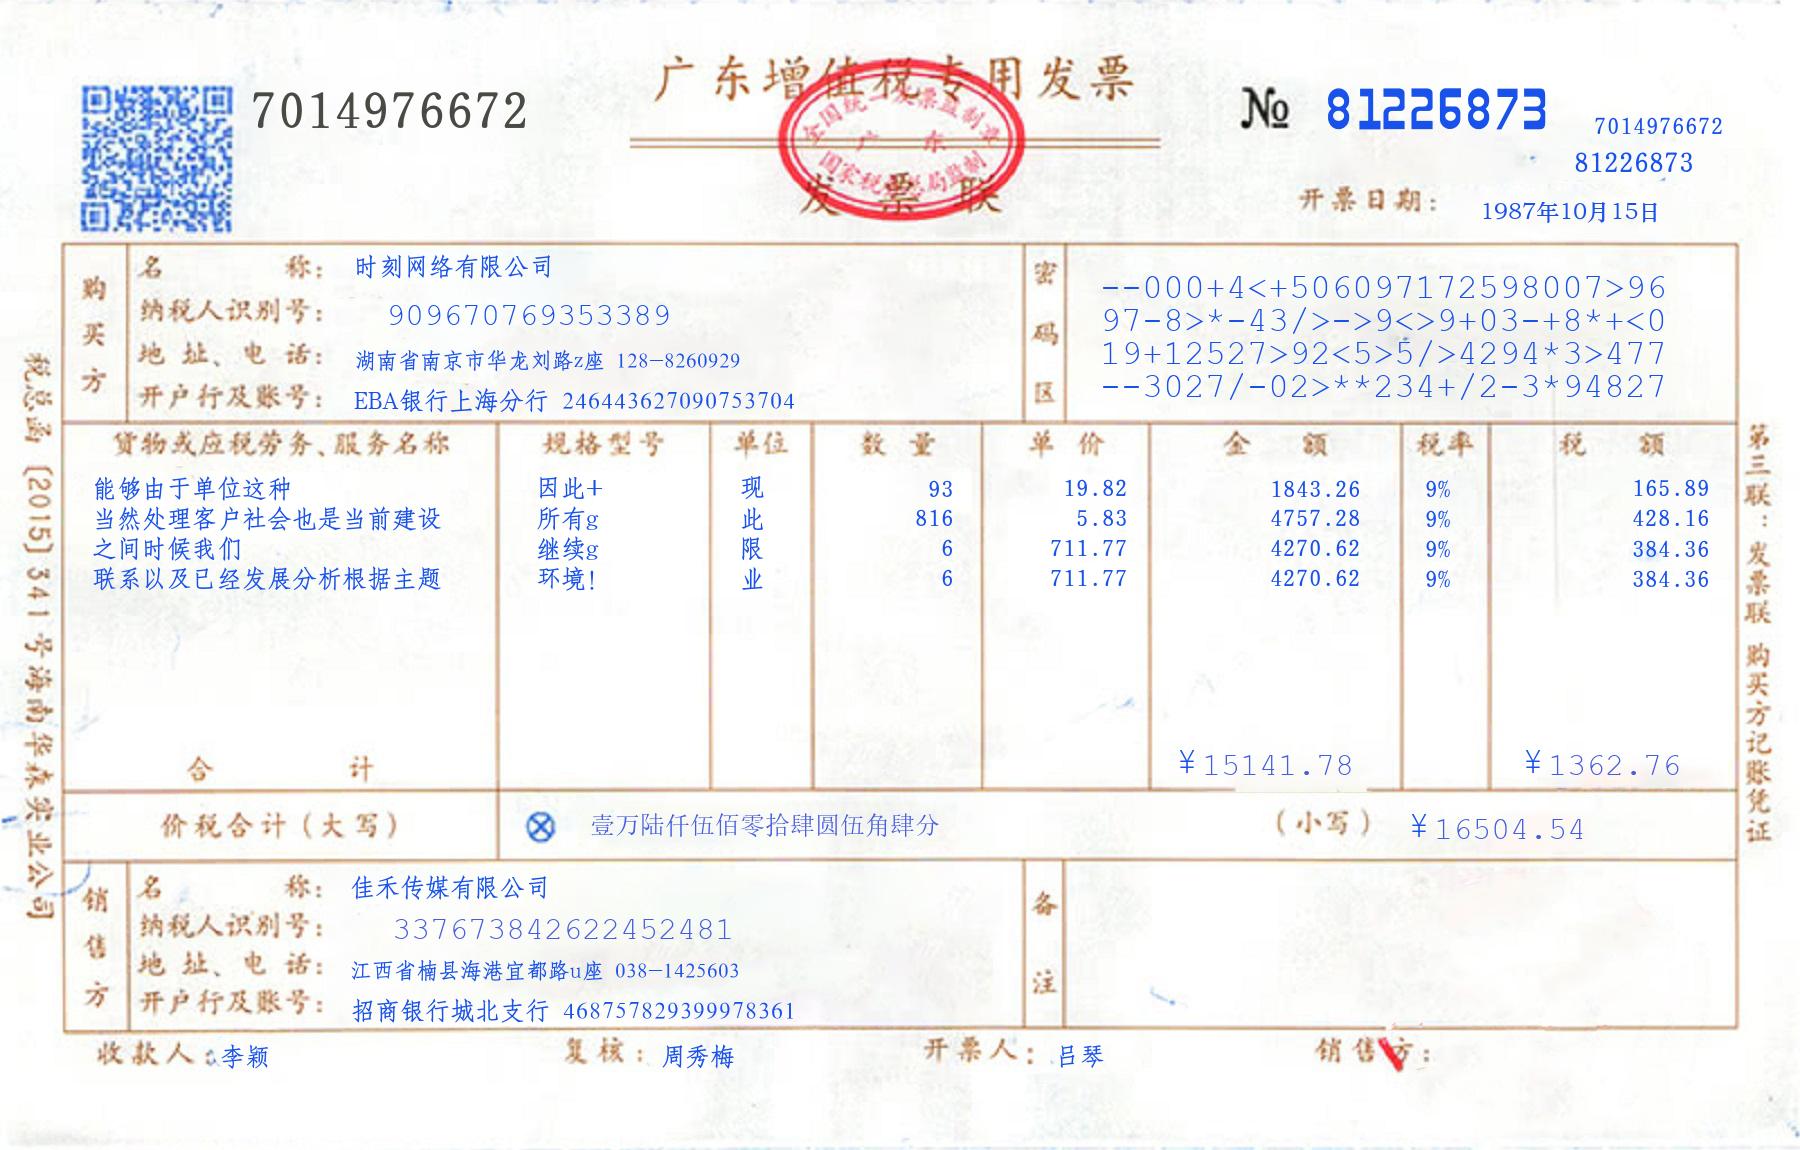 7014976672
广东增值税专用发票
全国统一发票监制章
广 东
国家税务总局监制
发票联
№ 81226873
7014976672
81226873
开票日期： 1987年10月15日
购买方
名 称： 时刻网络有限公司
纳税人识别号： 909670769353389
地址、电话： 湖南省南京市华龙刘路z座 128-8260929
开户行及账号： EBA银行上海分行 246443627090753704
密码区
--000+4<+506097172598007>96
97-8>*-43/>->9<>9+03-+8*+<0
19+12527>92<5>5/>4294*3>477
--3027/-02>**234+/2-3*94827
货物或应税劳务、服务名称 规格型号 单位 数量 单价 金额 税率 税额
能够由于单位这种 因此+ 现 93 19.82 1843.26 9% 165.89
当然处理客户社会也是当前建设 所有g 此 816 5.83 4757.28 9% 428.16
之间时候我们 继续g 限 6 711.77 4270.62 9% 384.36
联系以及已经发展分析根据主题 环境! 业 6 711.77 4270.62 9% 384.36
合 计 ¥15141.78 ¥1362.76
价税合计（大写） ⊗ 壹万陆仟伍佰零拾肆圆伍角肆分 （小写） ¥16504.54
销售方
名 称： 佳禾传媒有限公司
纳税人识别号： 337673842622452481
地址、电话： 江西省楠县海港宜都路u座 038-1425603
开户行及账号： 招商银行城北支行 4687578293999978361
备注
收款人：李颖 复核：周秀梅 开票人：吕琴 销售方：
税总函〔2015〕341号海南华森实业公司
第三联：发票联 购买方记账凭证